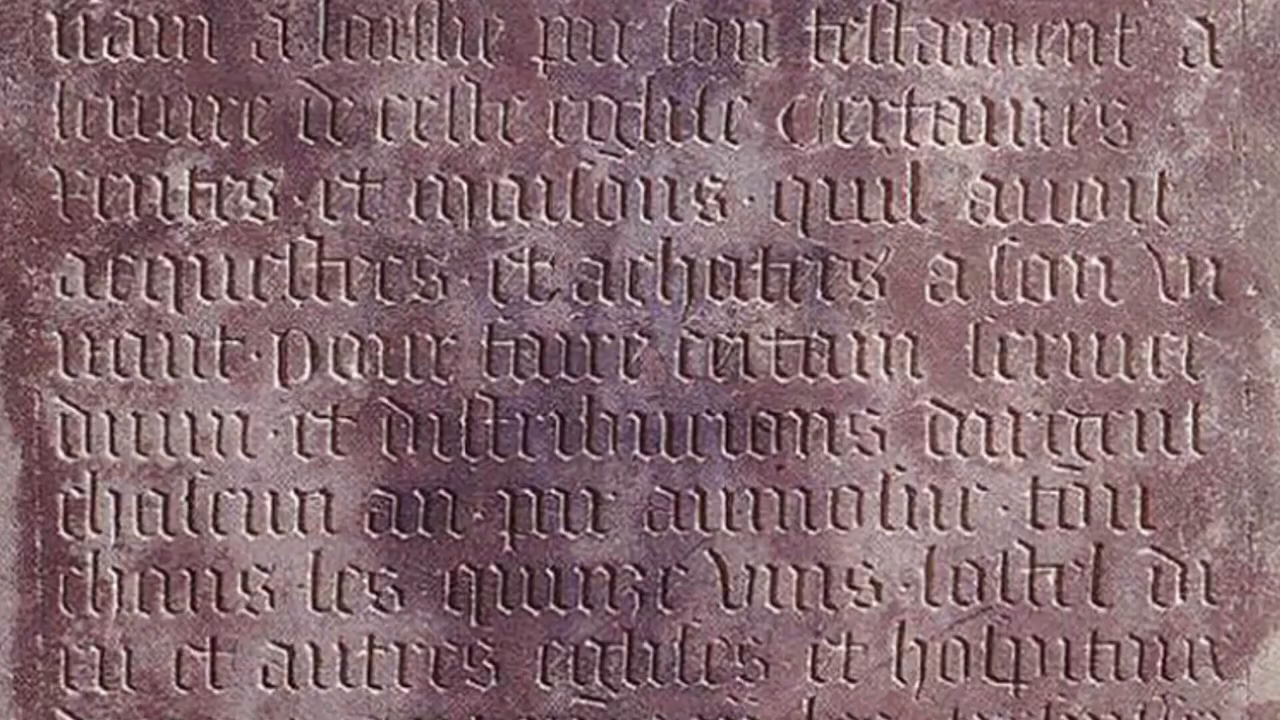 uain a laissie par son testament a
leuure de ceste eglise Certaines
rentes · et maisons · quil auoit
acquestees · et achatees a son vi ·
uant · pour faire certain seruice
diuin · et distribucions dargent
chascun an · par aumosne · tou
chans · les quinze vins · lostel di
eu et autres eglises et hospitaux